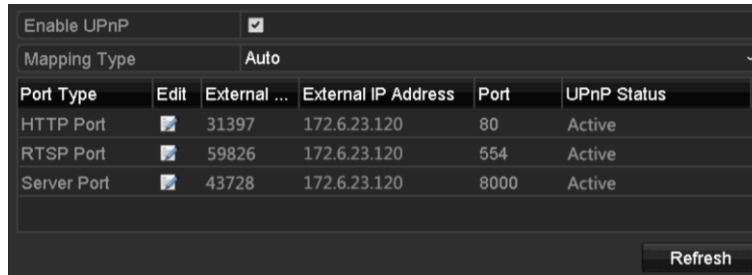 Enable UPnP
Mapping Type Auto
Port Type Edit External ... External IP Address Port UPnP Status
HTTP Port 31397 172.6.23.120 80 Active
RTSP Port 59826 172.6.23.120 554 Active
Server Port 43728 172.6.23.120 8000 Active
Refresh